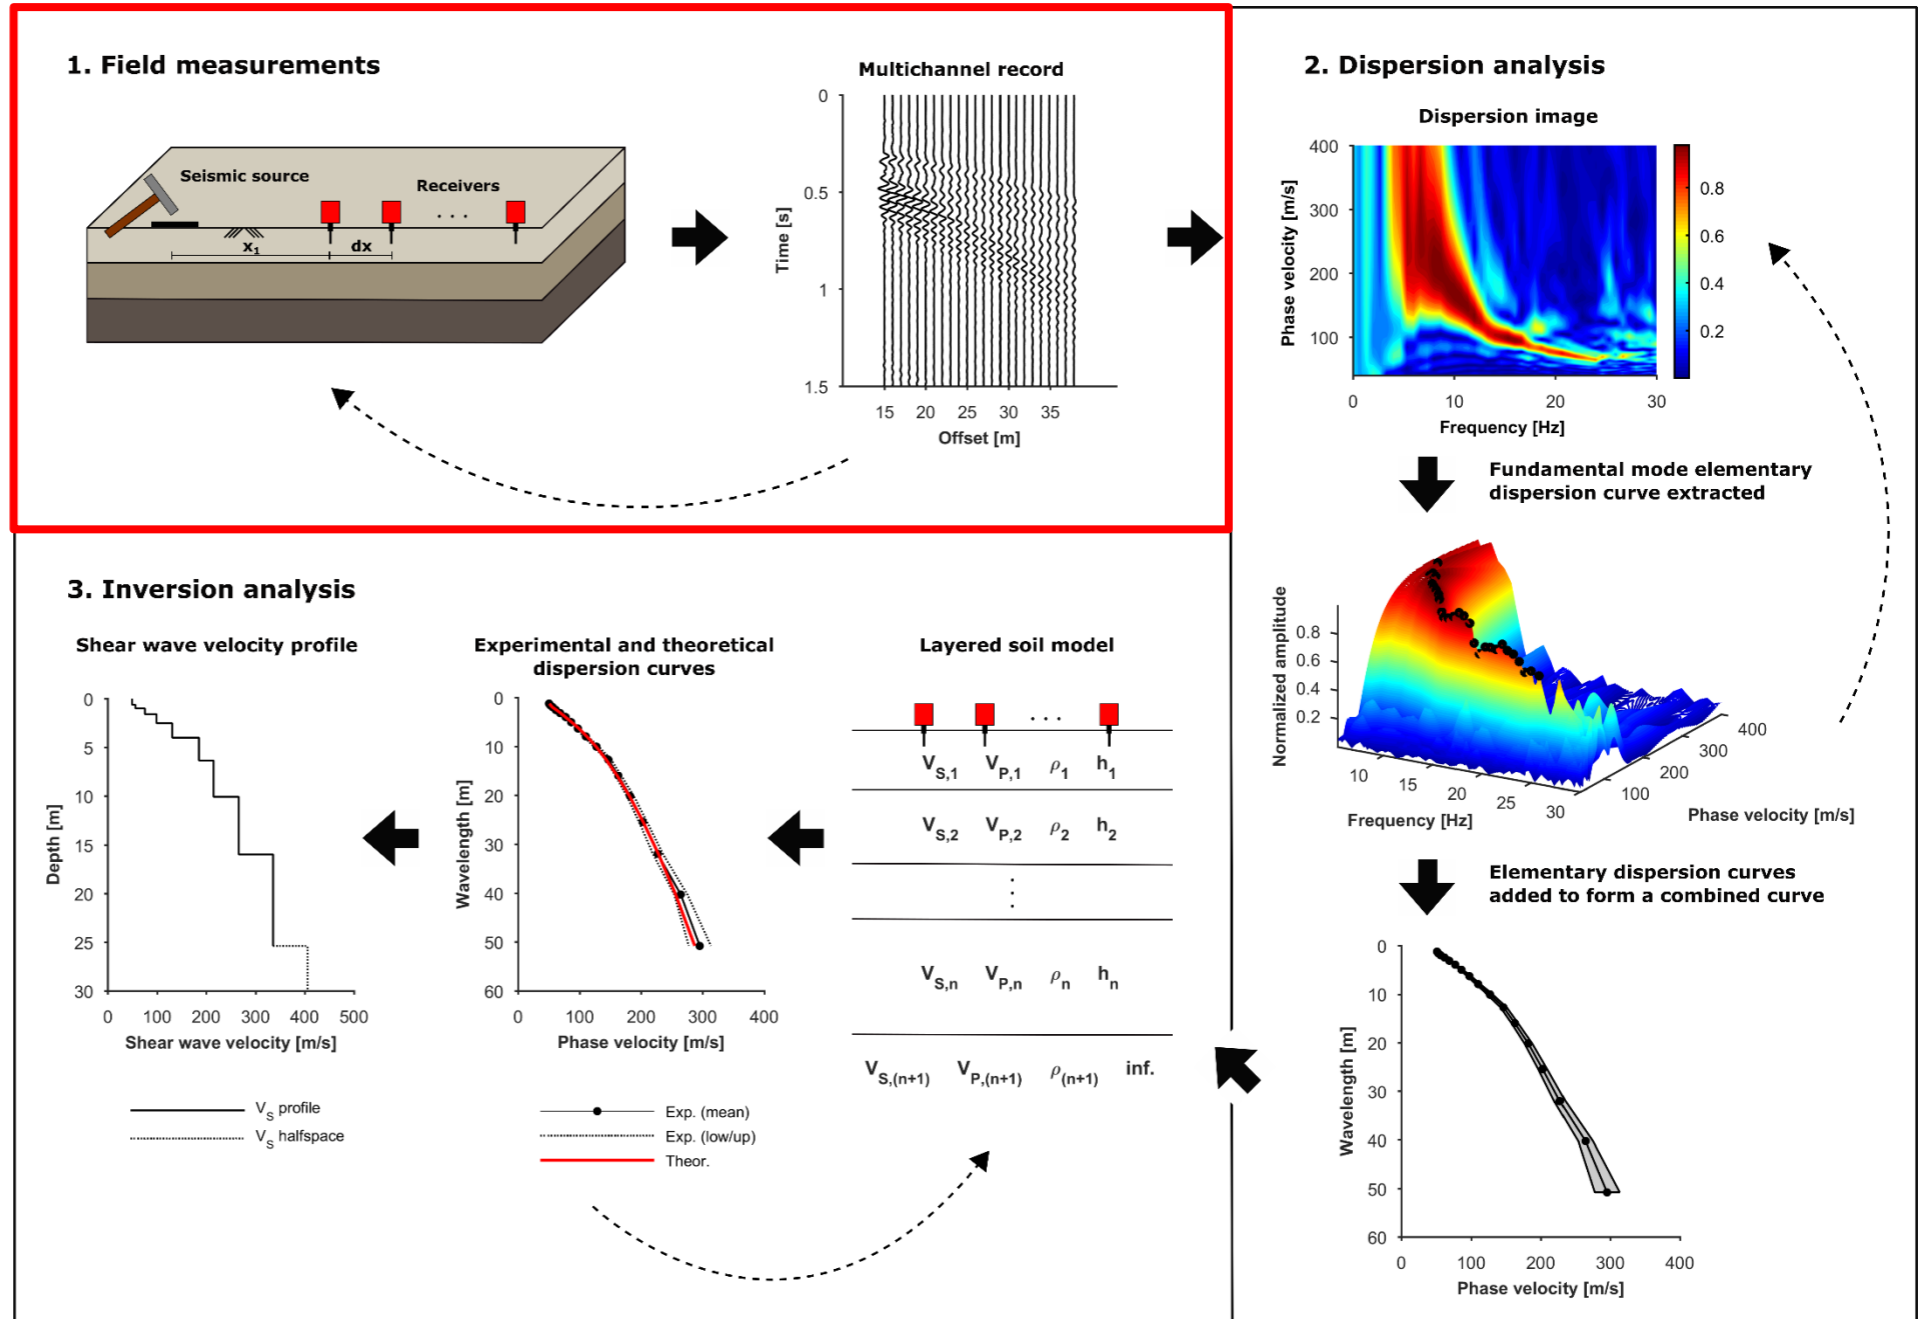 1. Field measurements
Seismic source
Receivers
. . .
x1
dx
Multichannel record
0
0.5
1
1.5
Time [s]
15 20 25 30 35
Offset [m]
2. Dispersion analysis
Dispersion image
400
300
200
100
Phase velocity [m/s]
0 10 20 30
Frequency [Hz]
0.8
0.6
0.4
0.2
Fundamental mode elementary
dispersion curve extracted
Normalized amplitude
0.8
0.6
0.4
0.2
10 15 20 25 30
Frequency [Hz]
100 200 300 400
Phase velocity [m/s]
Elementary dispersion curves
added to form a combined curve
0
10
20
30
40
50
60
Wavelength [m]
0 100 200 300 400
Phase velocity [m/s]
3. Inversion analysis
Shear wave velocity profile
0
5
10
15
20
25
30
Depth [m]
0 100 200 300 400 500
Shear wave velocity [m/s]
VS profile
VS halfspace
Experimental and theoretical
dispersion curves
0
10
20
30
40
50
60
Wavelength [m]
0 100 200 300 400
Phase velocity [m/s]
Exp. (mean)
Exp. (low/up)
Theor.
Layered soil model
. . .
VS,1 VP,1 ρ1 h1
VS,2 VP,2 ρ2 h2
VS,n VP,n ρn hn
VS,(n+1) VP,(n+1) ρ(n+1) inf.